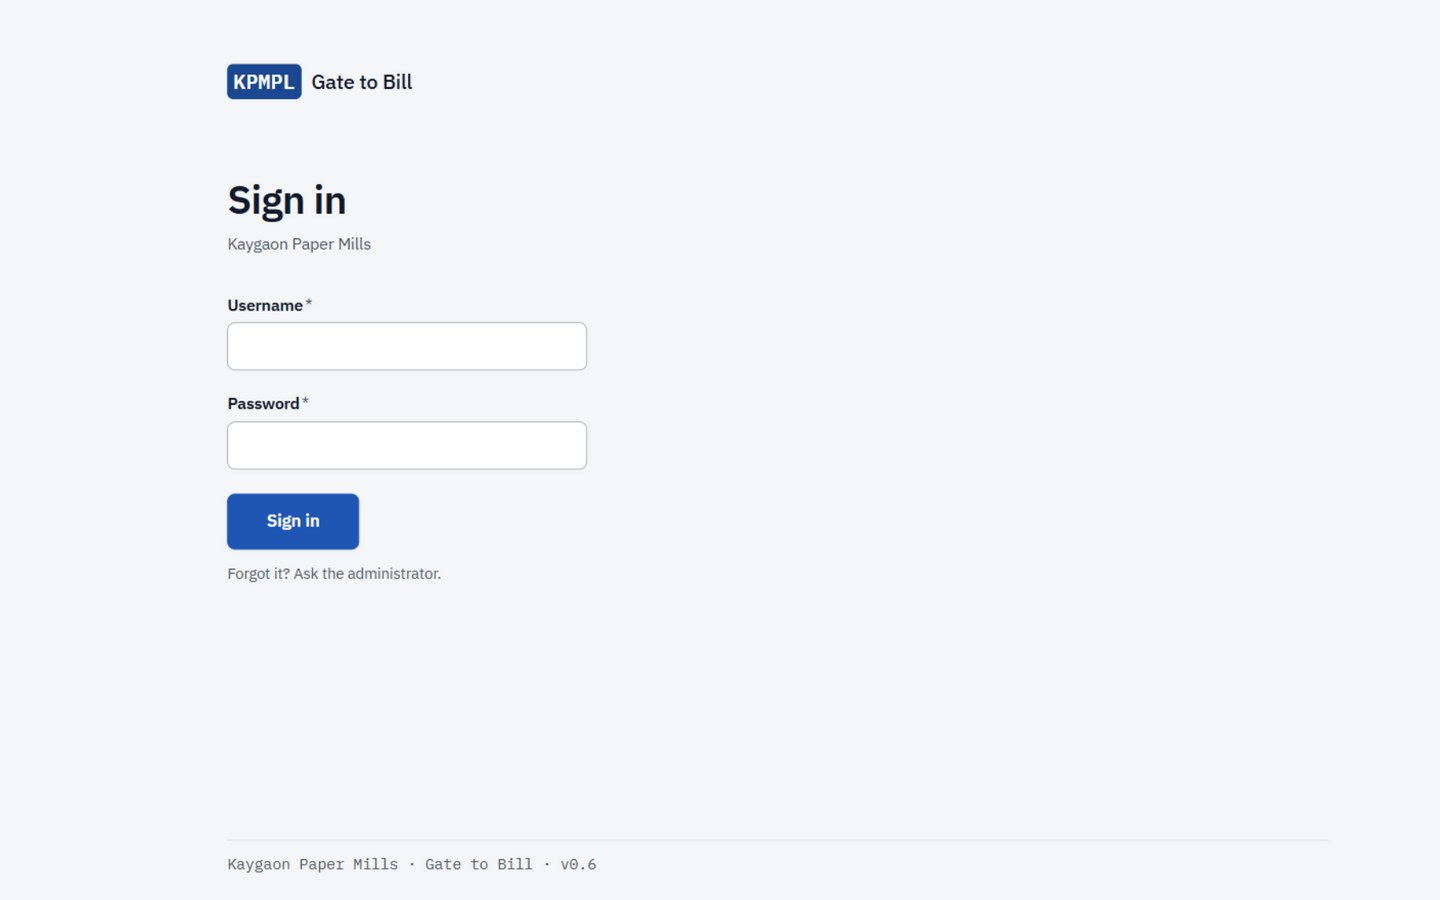 KPMPL Gate to Bill
Sign in
Kaygaon Paper Mills
Username *
Password *
Sign in
Forgot it? Ask the administrator.
Kaygaon Paper Mills · Gate to Bill · v0.6